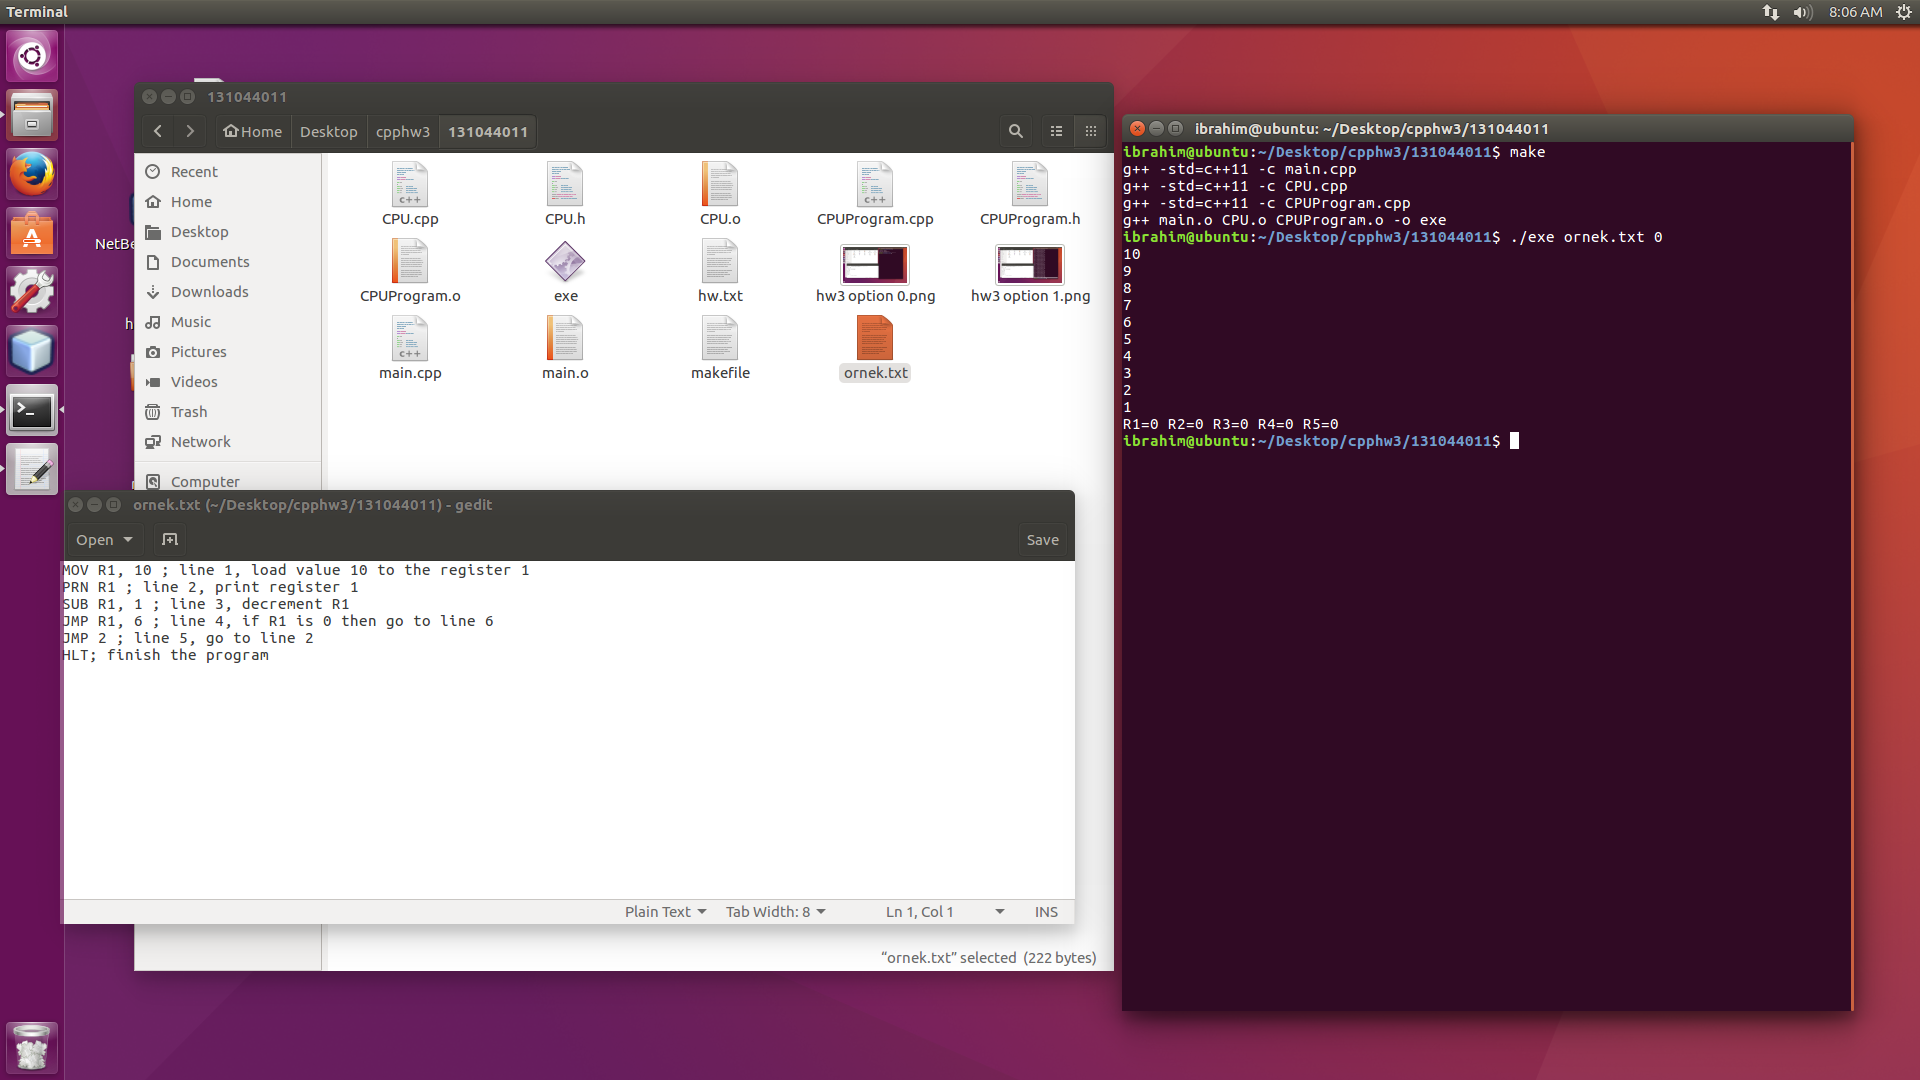 Terminal
8:06 AM
131044011
Home
Desktop
cpphw3
131044011
Recent
Home
Desktop
Documents
Downloads
Music
Pictures
Videos
Trash
Network
Computer
CPU.cpp
CPU.h
CPU.o
CPUProgram.cpp
CPUProgram.h
CPUProgram.o
exe
hw.txt
hw3 option 0.png
hw3 option 1.png
main.cpp
main.o
makefile
ornek.txt
"ornek.txt" selected (222 bytes)
NetBe
h
ornek.txt (~/Desktop/cpphw3/131044011) - gedit
Open
Save
MOV R1, 10 ; line 1, load value 10 to the register 1
PRN R1 ; line 2, print register 1
SUB R1, 1 ; line 3, decrement R1
JMP R1, 6 ; line 4, if R1 is 0 then go to line 6
JMP 2 ; line 5, go to line 2
HLT; finish the program
Plain Text
Tab Width: 8
Ln 1, Col 1
INS
ibrahim@ubuntu: ~/Desktop/cpphw3/131044011
ibrahim@ubuntu:~/Desktop/cpphw3/131044011$ make
g++ -std=c++11 -c main.cpp
g++ -std=c++11 -c CPU.cpp
g++ -std=c++11 -c CPUProgram.cpp
g++ main.o CPU.o CPUProgram.o -o exe
ibrahim@ubuntu:~/Desktop/cpphw3/131044011$ ./exe ornek.txt 0
10
9
8
7
6
5
4
3
2
1
R1=0 R2=0 R3=0 R4=0 R5=0
ibrahim@ubuntu:~/Desktop/cpphw3/131044011$